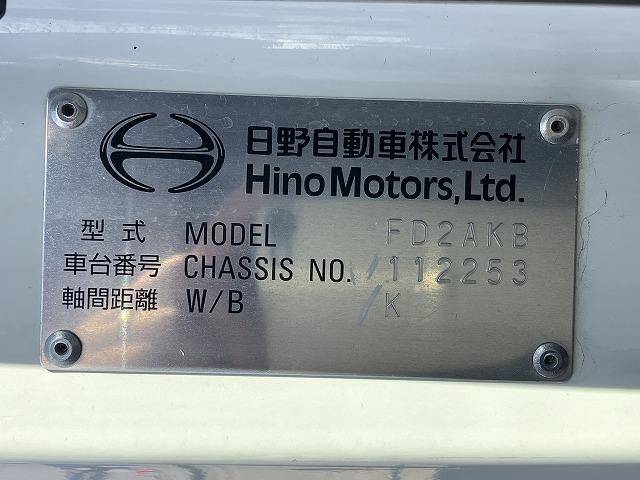 日野自動車株式会社
Hino Motors, Ltd.
型式 MODEL FD2AKB
車台番号 CHASSIS NO. 112253
軸間距離 W/B K